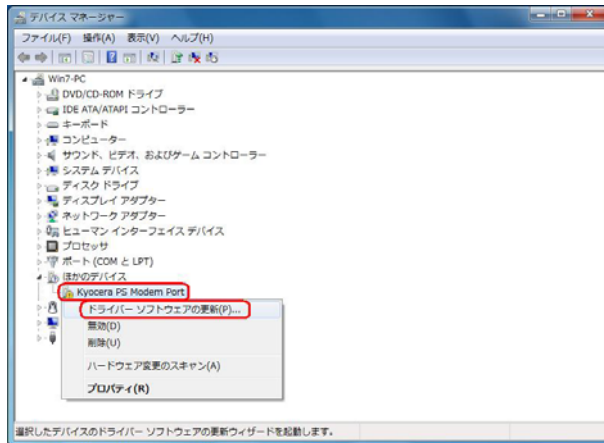 デバイス マネージャー
ファイル(F) 操作(A) 表示(V) ヘルプ(H)
Win7-PC
DVD/CD-ROM ドライブ
IDE ATA/ATAPI コントローラー
キーボード
コンピューター
サウンド、ビデオ、およびゲーム コントローラー
システム デバイス
ディスク ドライブ
ディスプレイ アダプター
ネットワーク アダプター
ヒューマン インターフェイス デバイス
プロセッサ
ポート (COM と LPT)
ほかのデバイス
Kyocera PS Modem Port
ドライバー ソフトウェアの更新(P)...
無効(D)
削除(U)
ハードウェア変更のスキャン(A)
プロパティ(R)
選択したデバイスのドライバー ソフトウェアの更新ウィザードを起動します。